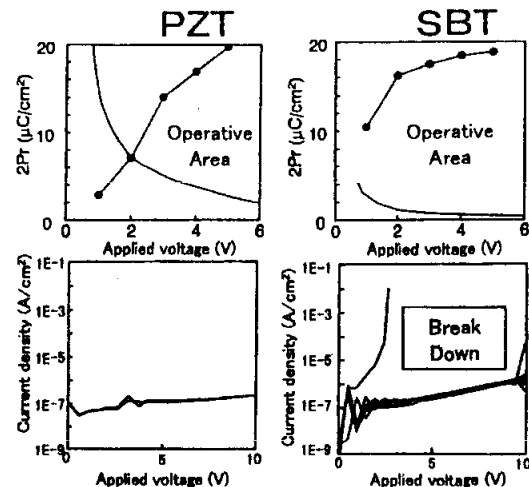 PZT
2Pr (μC/cm²)
20
10
0
Operative
Area
0 2 4 6
Applied voltage (V)
SBT
2Pr (μC/cm²)
20
10
0
Operative
Area
0 2 4 6
Applied voltage (V)
Current density (A/cm²)
1E-1
1E-3
1E-5
1E-7
1E-9
0 5 10
Applied voltage (V)
Current density (A/cm²)
1E-1
1E-3
1E-5
1E-7
1E-9
Break
Down
0 5 10
Applied voltage (V)